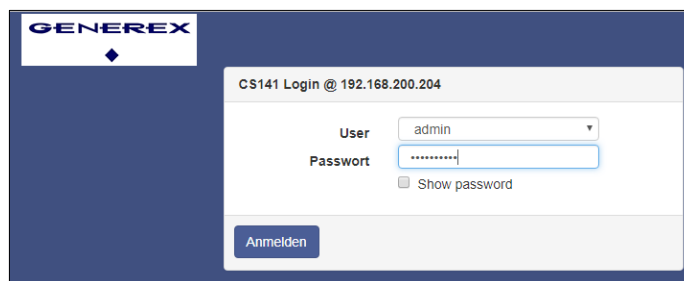 GENEREX
CS141 Login @ 192.168.200.204
User admin
Passwort ••••••••••
Show password
Anmelden